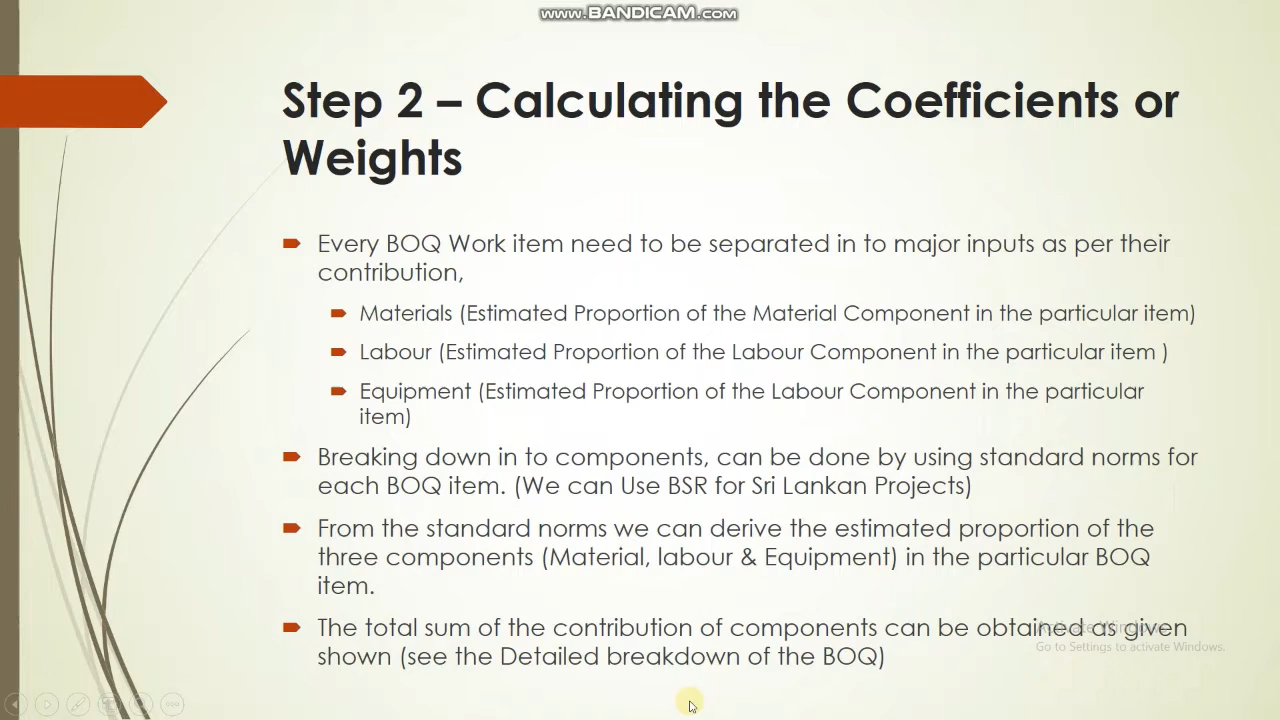 www.BANDICAM.com
Step 2 – Calculating the Coefficients or
Weights
Every BOQ Work item need to be separated in to major inputs as per their
contribution,
Materials (Estimated Proportion of the Material Component in the particular item)
Labour (Estimated Proportion of the Labour Component in the particular item )
Equipment (Estimated Proportion of the Labour Component in the particular
item)
Breaking down in to components, can be done by using standard norms for
each BOQ item. (We can Use BSR for Sri Lankan Projects)
From the standard norms we can derive the estimated proportion of the
three components (Material, labour & Equipment) in the particular BOQ
item.
The total sum of the contribution of components can be obtained as given
shown (see the Detailed breakdown of the BOQ)
Activate Windows
Go to Settings to activate Windows.